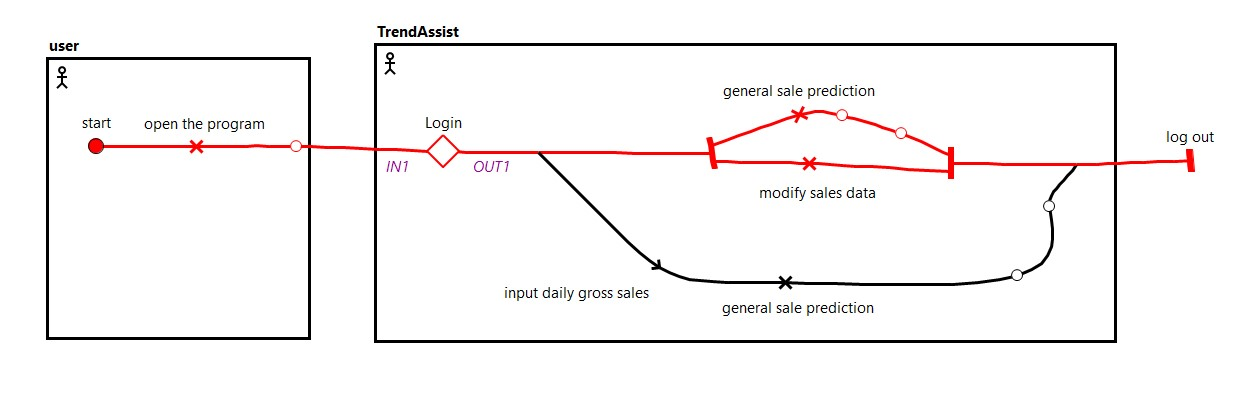 TrendAssist
user
start
open the program
Login
IN1
OUT1
general sale prediction
modify sales data
log out
input daily gross sales
general sale prediction